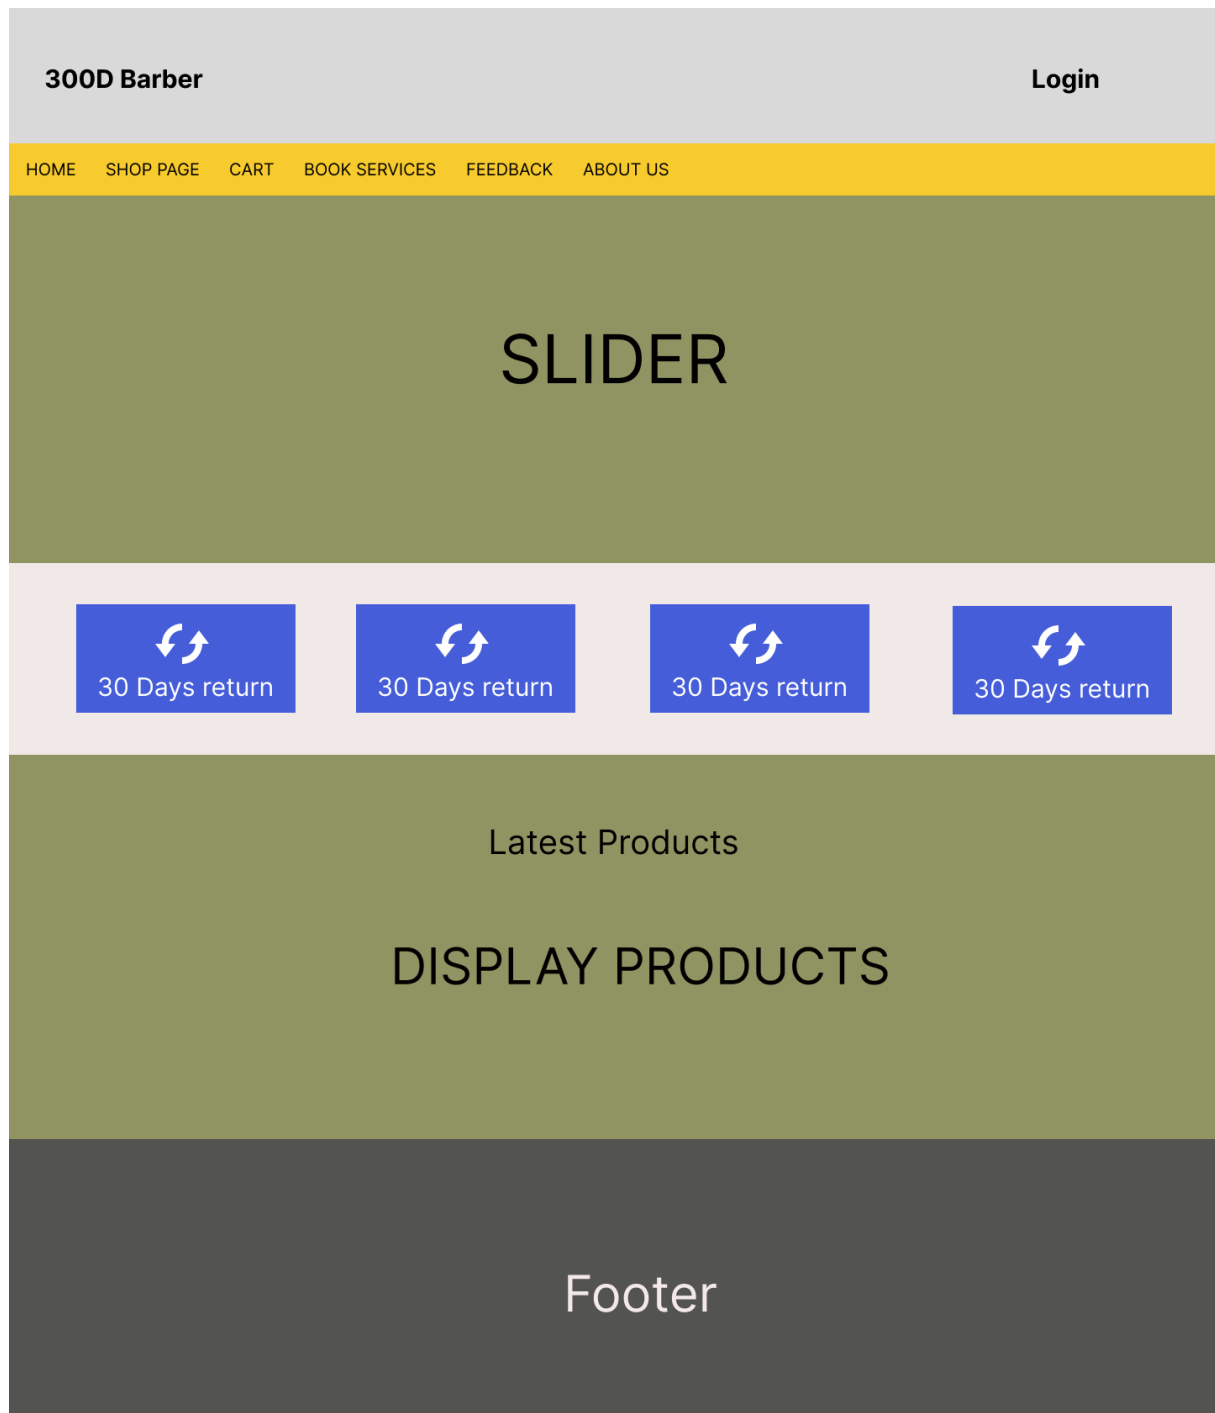 300D Barber Login
HOME SHOP PAGE CART BOOK SERVICES FEEDBACK ABOUT US
SLIDER
30 Days return 30 Days return 30 Days return 30 Days return
Latest Products
DISPLAY PRODUCTS
Footer